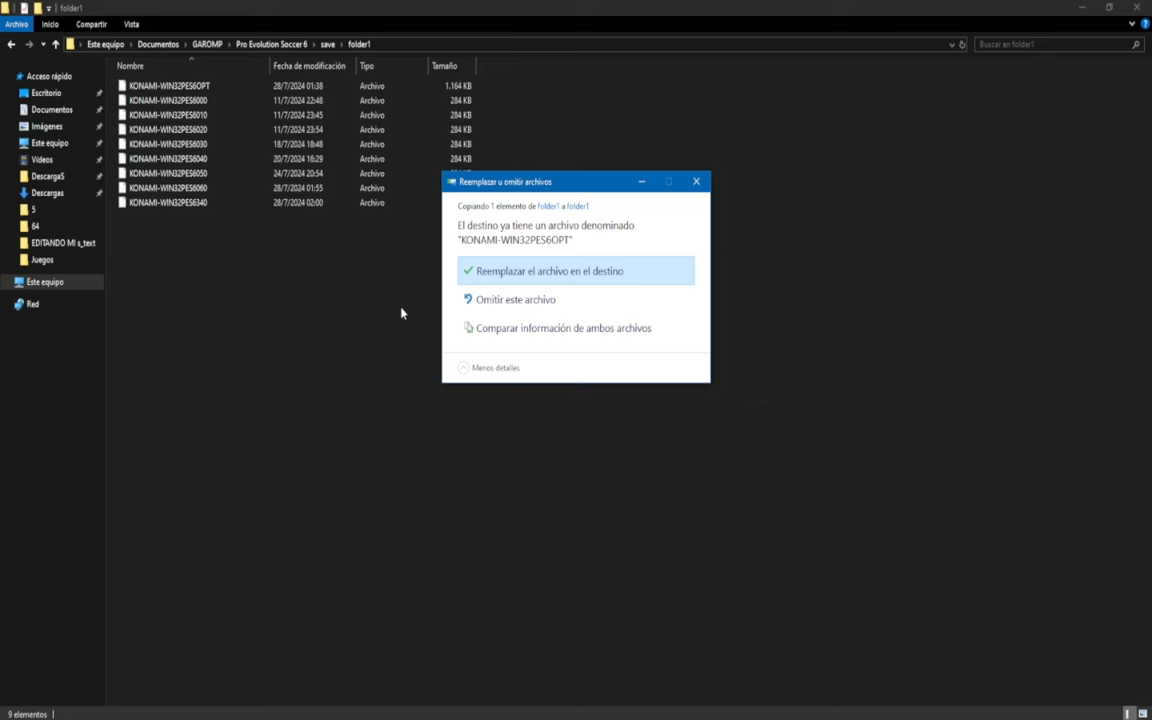 folder1
Archivo Inicio Compartir Vista
Este equipo > Documentos > GAROMP > Pro Evolution Soccer 6 > save > folder1
Buscar en folder1
Nombre Fecha de modificación Tipo Tamaño
KONAMI-WIN32PES6OPT 28/7/2024 01:38 Archivo 1.164 KB
KONAMI-WIN32PES6000 11/7/2024 22:48 Archivo 284 KB
KONAMI-WIN32PES6010 11/7/2024 23:45 Archivo 284 KB
KONAMI-WIN32PES6020 11/7/2024 23:54 Archivo 284 KB
KONAMI-WIN32PES6030 18/7/2024 18:48 Archivo 284 KB
KONAMI-WIN32PES6040 20/7/2024 16:29 Archivo 284 KB
KONAMI-WIN32PES6050 24/7/2024 20:54 Archivo
KONAMI-WIN32PES6060 28/7/2024 01:55 Archivo
KONAMI-WIN32PES6340 28/7/2024 02:00 Archivo
Acceso rápido
Escritorio
Documentos
Imágenes
Este equipo
Vídeos
DescargaS
Descargas
5
64
EDITANDO MI s_text
Juegos
Este equipo
Red
Reemplazar u omitir archivos
Copiando 1 elemento de folder1 a folder1
El destino ya tiene un archivo denominado
"KONAMI-WIN32PES6OPT"
Reemplazar el archivo en el destino
Omitir este archivo
Comparar información de ambos archivos
Menos detalles
9 elementos